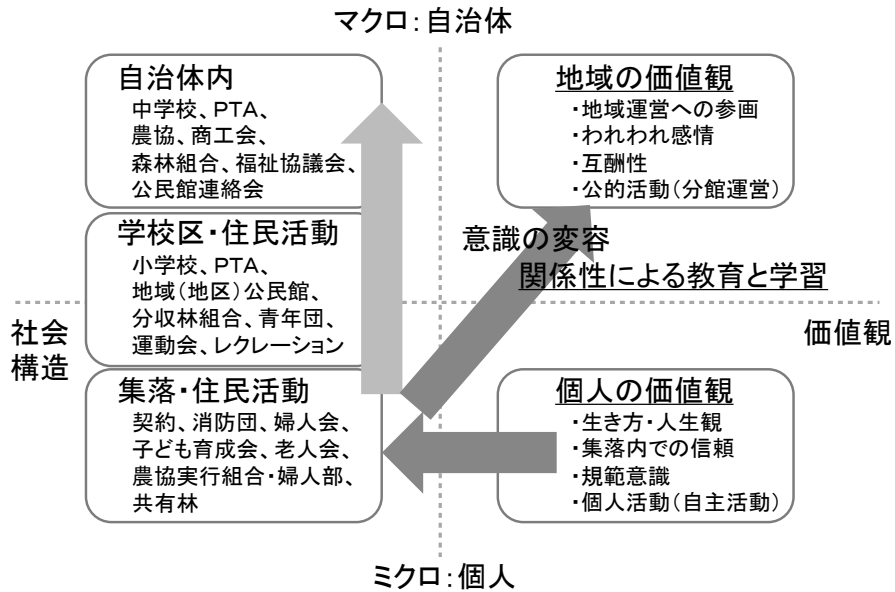 マクロ：自治体
自治体内
中学校、PTA、
農協、商工会、
森林組合、福祉協議会、
公民館連絡会
地域の価値観
・地域運営への参画
・われわれ感情
・互酬性
・公的活動（分館運営）
学校区・住民活動
小学校、PTA、
地域（地区）公民館、
分収林組合、青年団、
運動会、レクレーション
意識の変容
関係性による教育と学習
社会
構造
価値観
集落・住民活動
契約、消防団、婦人会、
子ども育成会、老人会、
農協実行組合・婦人部、
共有林
個人の価値観
・生き方・人生観
・集落内での信頼
・規範意識
・個人活動（自主活動）
ミクロ：個人